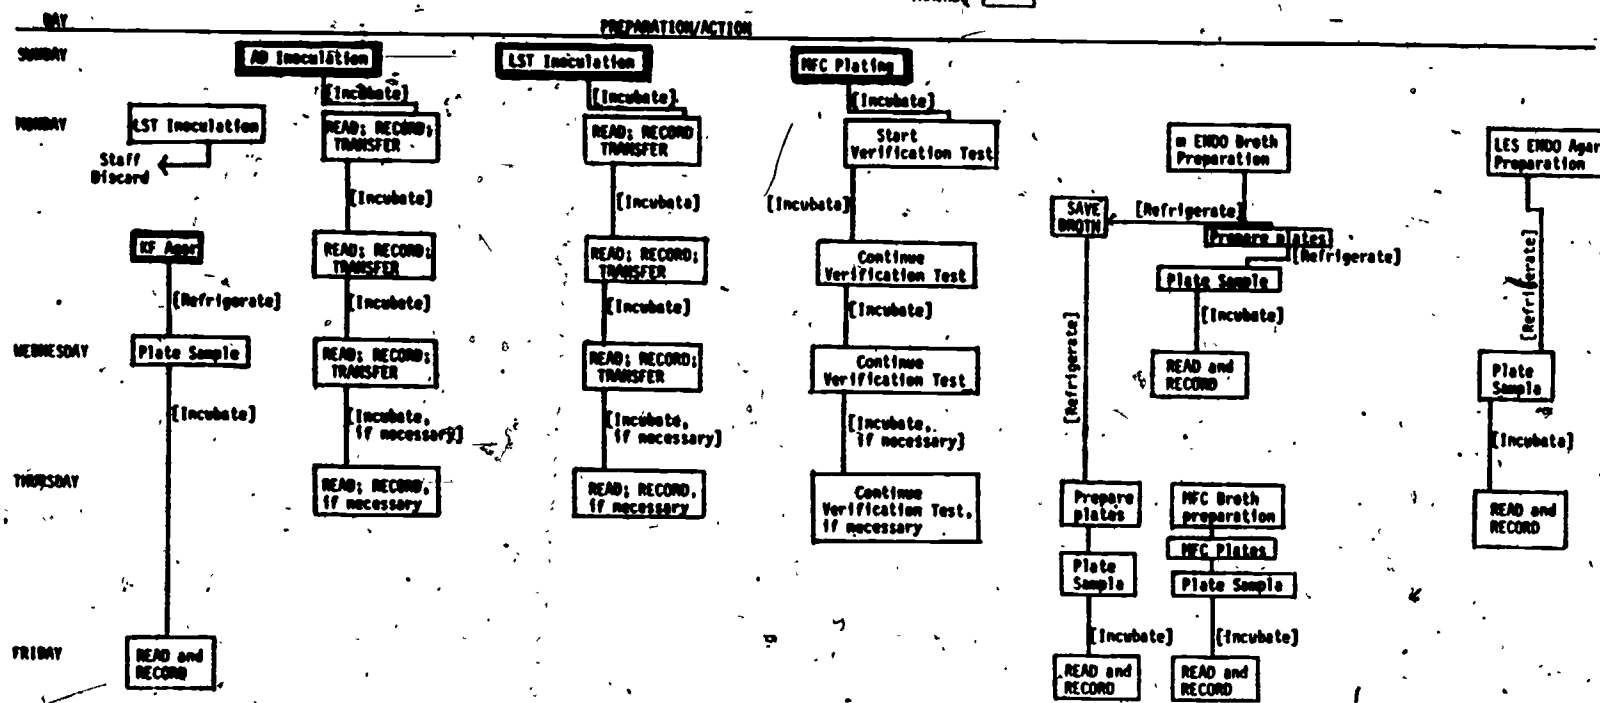 DAY
PREPARATION/ACTION
SUNDAY
AD Inoculation
LST Inoculation
MFC Plating
[Incubate]
[Incubate]
[Incubate]
MONDAY
LST Inoculation
Staff
Discard
READ; RECORD;
TRANSFER
READ; RECORD
TRANSFER
Start
Verification Test
m ENDO Broth
Preparation
LES ENDO Agar
Preparation
[Incubate]
[Incubate]
[Incubate]
SAVE
BROTH
[Refrigerate]
Prepare plates
[Refrigerate]
KF Agar
READ; RECORD;
TRANSFER
READ; RECORD;
TRANSFER
Continue
Verification Test
Plate Sample
[Refrigerate]
[Refrigerate]
[Incubate]
[Incubate]
[Incubate]
[Incubate]
[Refrigerate]
WEDNESDAY
Plate Sample
READ; RECORD;
TRANSFER
READ; RECORD;
TRANSFER
Continue
Verification Test
READ and
RECORD
Plate
Sample
[Incubate]
[Incubate,
if necessary]
[Incubate,
if necessary]
[Incubate,
if necessary]
[Incubate]
THURSDAY
READ; RECORD,
if necessary
READ; RECORD,
if necessary
Continue
Verification Test,
if necessary
Prepare
plates
MFC Broth
preparation
READ and
RECORD
MFC Plates
Plate
Sample
Plate Sample
[Incubate]
[Incubate]
FRIDAY
READ and
RECORD
READ and
RECORD
READ and
RECORD